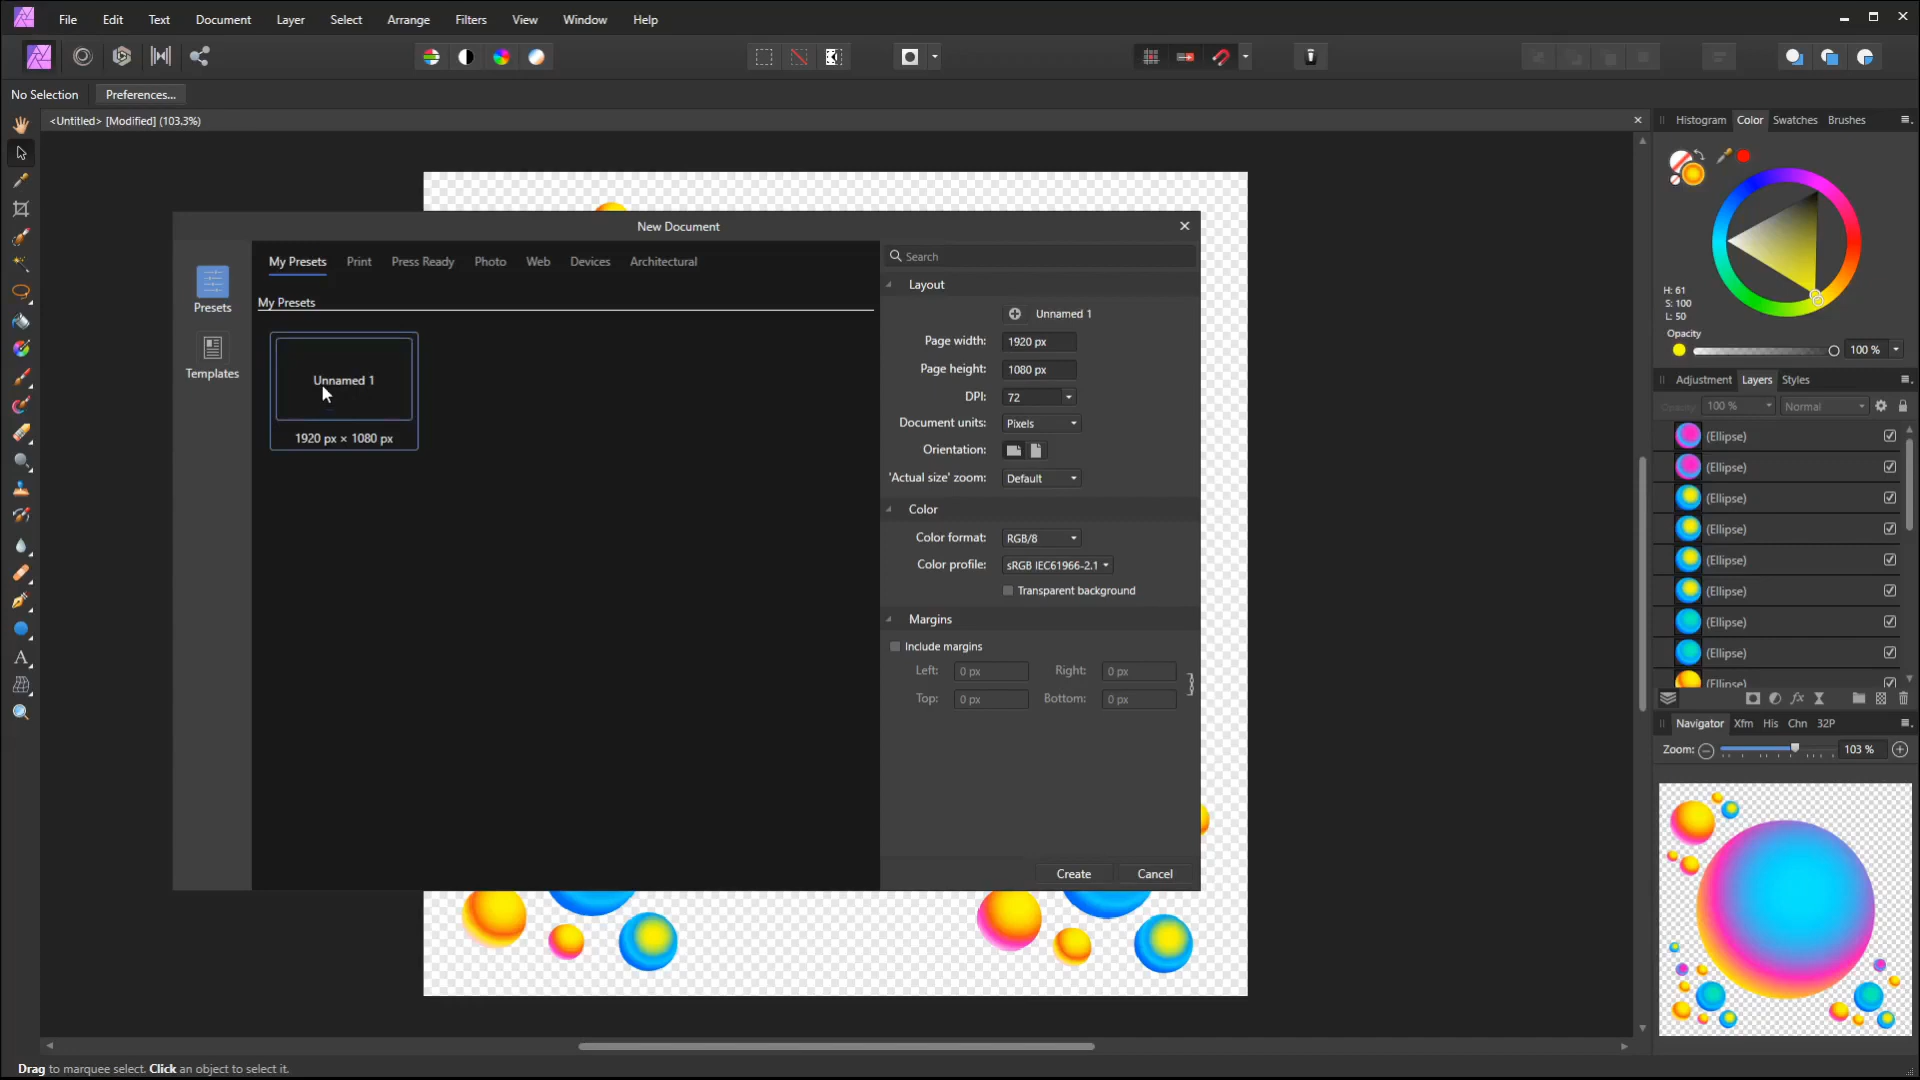 File Edit Text Document Layer Select Arrange Filters View Window Help
No Selection Preferences...
<Untitled> [Modified] (103.3%)
Histogram Color Swatches Brushes
H: 61
S: 100
L: 50
Opacity
100 %
New Document
Presets
Templates
My Presets Print Press Ready Photo Web Devices Architectural
My Presets
Unnamed 1
1920 px × 1080 px
Search
Layout
Unnamed 1
Page width: 1920 px
Page height: 1080 px
DPI: 72
Document units: Pixels
Orientation:
'Actual size' zoom: Default
Color
Color format: RGB/8
Color profile: sRGB IEC61966-2.1
Transparent background
Margins
Include margins
Left: 0 px Right: 0 px
Top: 0 px Bottom: 0 px
Create Cancel
Adjustment Layers Styles
Opacity 100 % Normal
(Ellipse)
(Ellipse)
(Ellipse)
(Ellipse)
(Ellipse)
(Ellipse)
(Ellipse)
(Ellipse)
(Ellipse)
fx
Navigator Xfm His Chn 32P
Zoom: 103 %
Drag to marquee select. Click an object to select it.